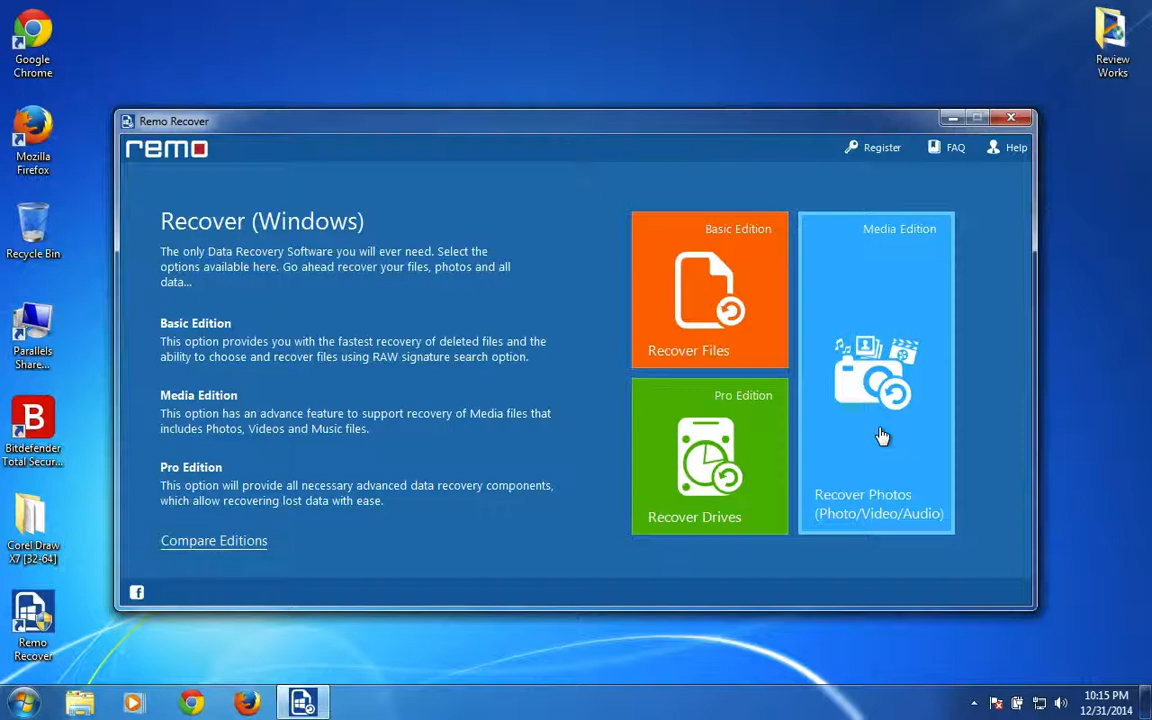 Google
Chrome
Mozilla
Firefox
Recycle Bin
Parallels
Share...
Bitdefender
Total Secur...
Corel Draw
X7 [32-64]
Remo
Recover
Review
Works
Remo Recover
remo
Register
FAQ
Help
Recover (Windows)
The only Data Recovery Software you will ever need. Select the
options available here. Go ahead recover your files, photos and all
data...
Basic Edition
This option provides you with the fastest recovery of deleted files and the
ability to choose and recover files using RAW signature search option.
Media Edition
This option has an advance feature to support recovery of Media files that
includes Photos, Videos and Music files.
Pro Edition
This option will provide all necessary advanced data recovery components,
which allow recovering lost data with ease.
Compare Editions
Basic Edition
Recover Files
Pro Edition
Recover Drives
Media Edition
Recover Photos
(Photo/Video/Audio)
10:15 PM
12/31/2014